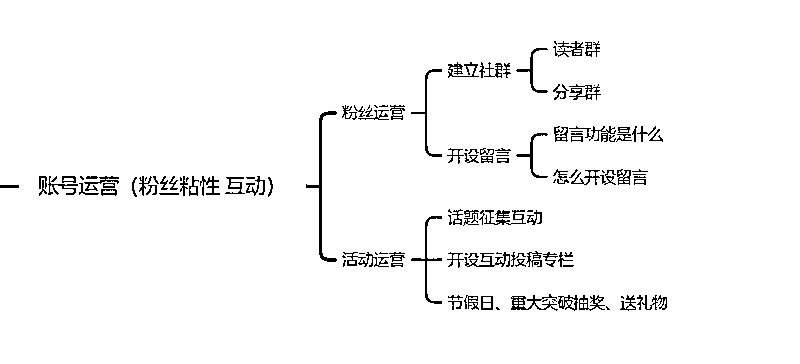 账号运营（粉丝粘性 互动）
粉丝运营
建立社群
读者群
分享群
开设留言
留言功能是什么
怎么开设留言
活动运营
话题征集互动
开设互动投稿专栏
节假日、重大突破抽奖、送礼物